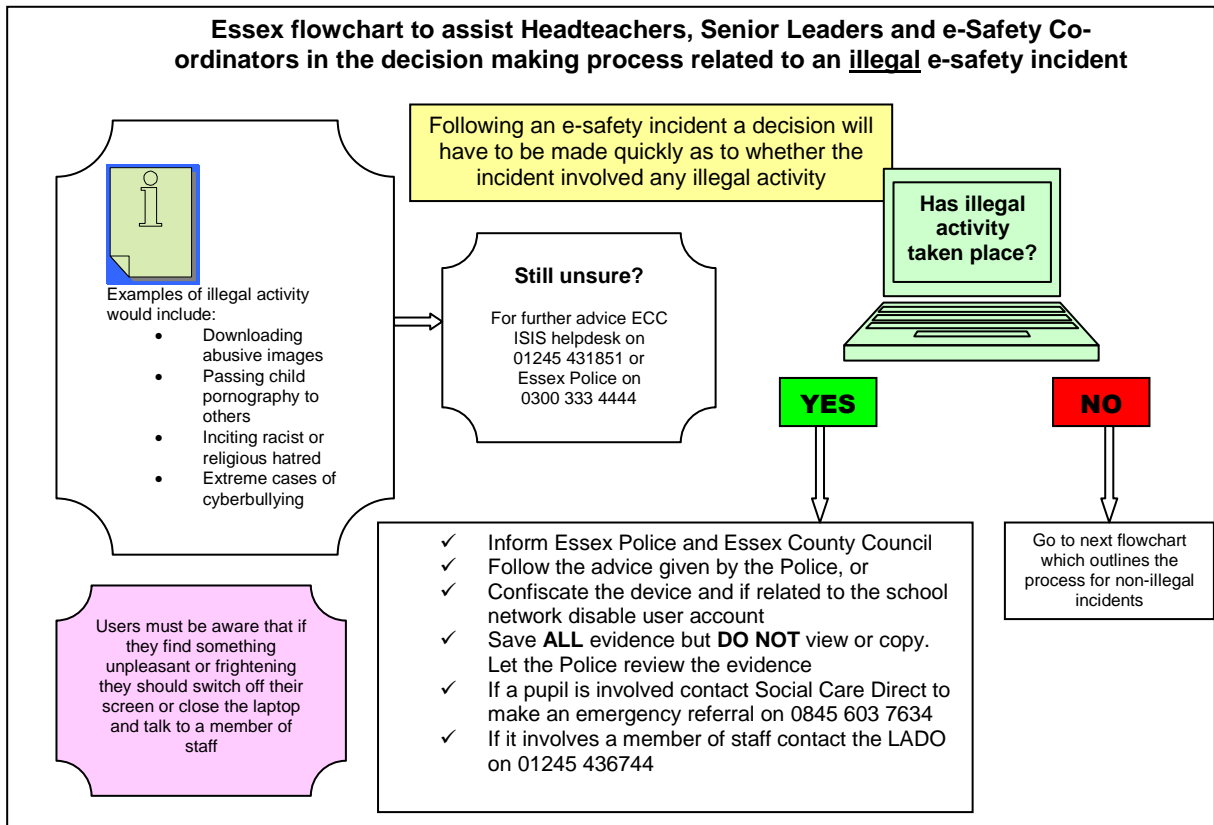 Essex flowchart to assist Headteachers, Senior Leaders and e-Safety Co-
ordinators in the decision making process related to an illegal e-safety incident
Following an e-safety incident a decision will
have to be made quickly as to whether the
incident involved any illegal activity
Has illegal
activity
taken place?
i
Examples of illegal activity
would include:
• Downloading
abusive images
• Passing child
pornography to
others
• Inciting racist or
religious hatred
• Extreme cases of
cyberbullying
Still unsure?
For further advice ECC
ISIS helpdesk on
01245 431851 or
Essex Police on
0300 333 4444
YES
NO
✓ Inform Essex Police and Essex County Council
✓ Follow the advice given by the Police, or
✓ Confiscate the device and if related to the school
network disable user account
✓ Save ALL evidence but DO NOT view or copy.
Let the Police review the evidence
✓ If a pupil is involved contact Social Care Direct to
make an emergency referral on 0845 603 7634
✓ If it involves a member of staff contact the LADO
on 01245 436744
Go to next flowchart
which outlines the
process for non-illegal
incidents
Users must be aware that if
they find something
unpleasant or frightening
they should switch off their
screen or close the laptop
and talk to a member of
staff